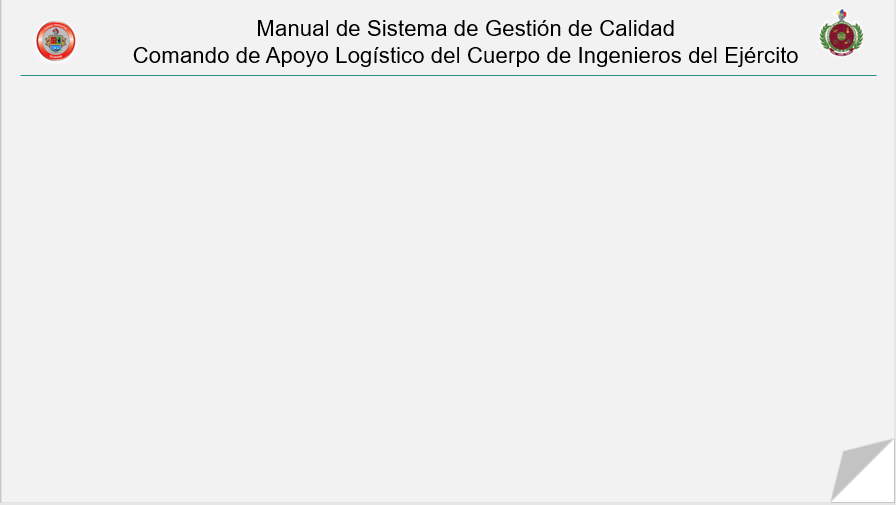 Manual de Sistema de Gestión de Calidad
Comando de Apoyo Logístico del Cuerpo de Ingenieros del Ejército